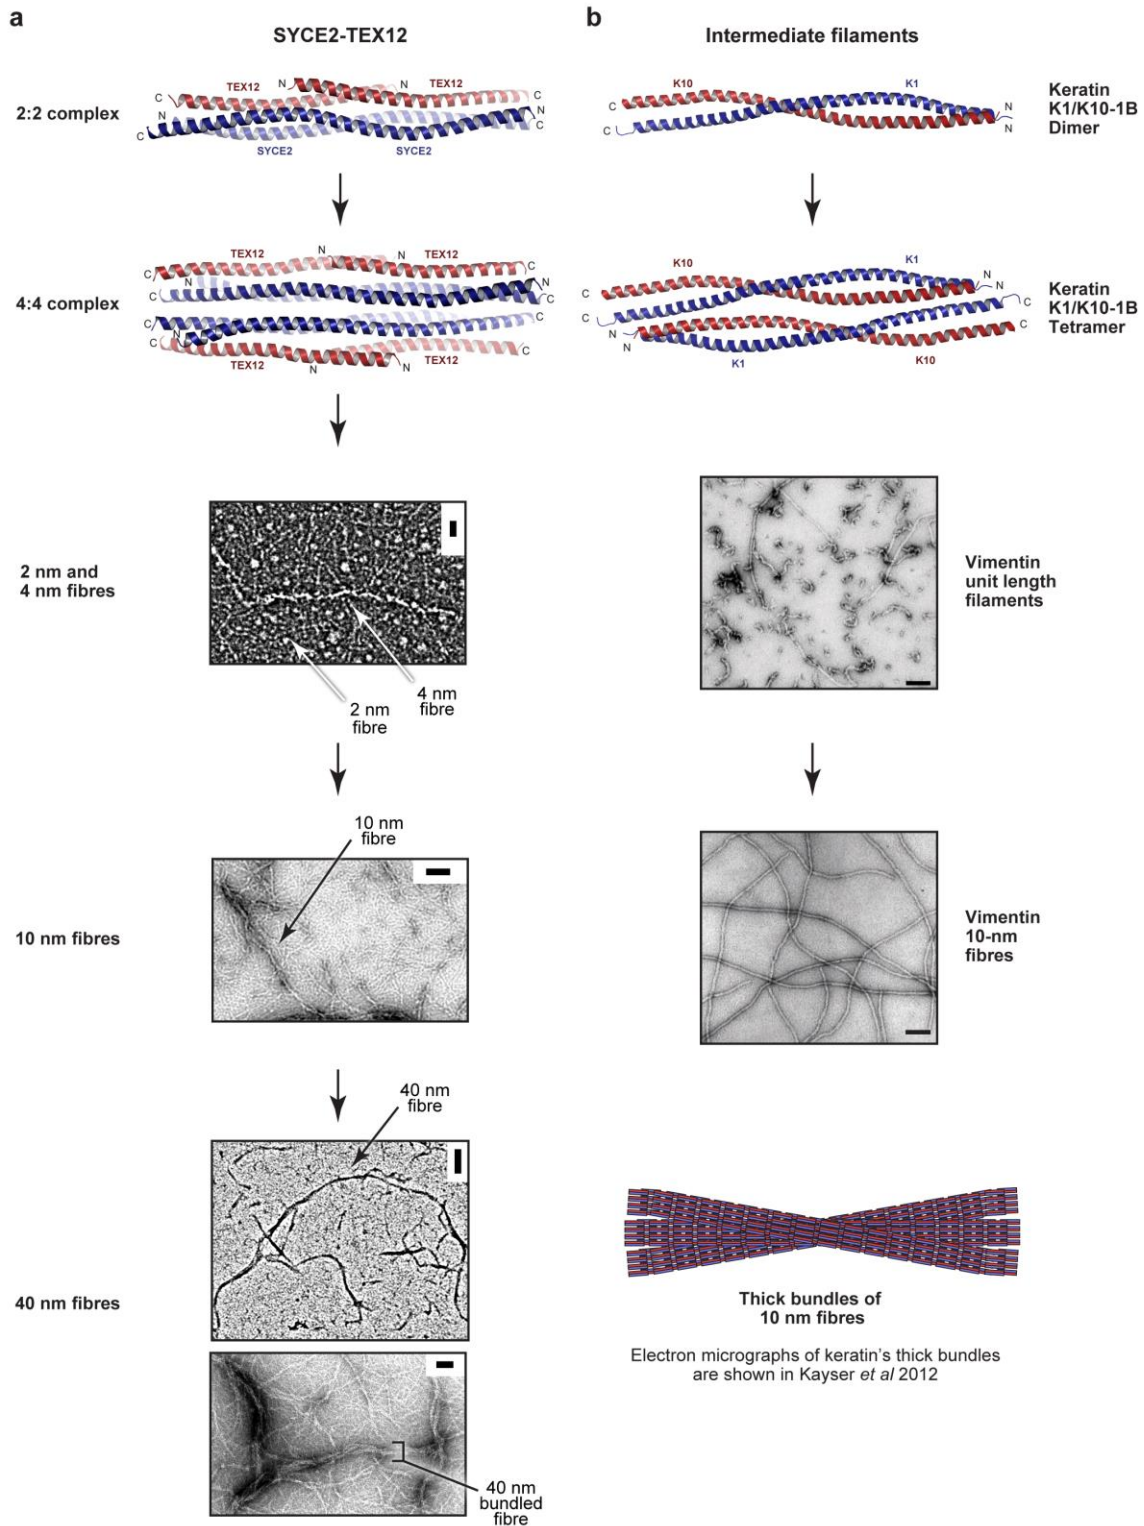 a
SYCE2-TEX12
2:2 complex
C
TEX12
N
N
TEX12
C
N
C
C
SYCE2
SYCE2
4:4 complex
C
TEX12
N
N
TEX12
C
N
C
N
C
C
C
N
C
TEX12
N
N
TEX12
C
2 nm and
4 nm fibres
2 nm
fibre
4 nm
fibre
10 nm
fibre
10 nm fibres
40 nm
fibre
40 nm fibres
40 nm
bundled
fibre
b
Intermediate filaments
K10
K1
C
C
N
N
Keratin
K1/K10-1B
Dimer
K10
K1
C
N
N
C
C
N
N
C
K1
K10
Keratin
K1/K10-1B
Tetramer
Vimentin
unit length
filaments
Vimentin
10-nm
fibres
Thick bundles of
10 nm fibres
Electron micrographs of keratin's thick bundles
are shown in Kayser et al 2012